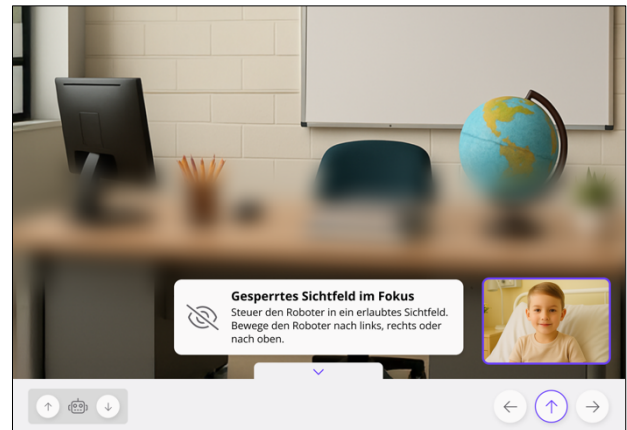 Gesperrtes Sichtfeld im Fokus
Steuer den Roboter in ein erlaubtes Sichtfeld.
Bewege den Roboter nach links, rechts oder
nach oben.